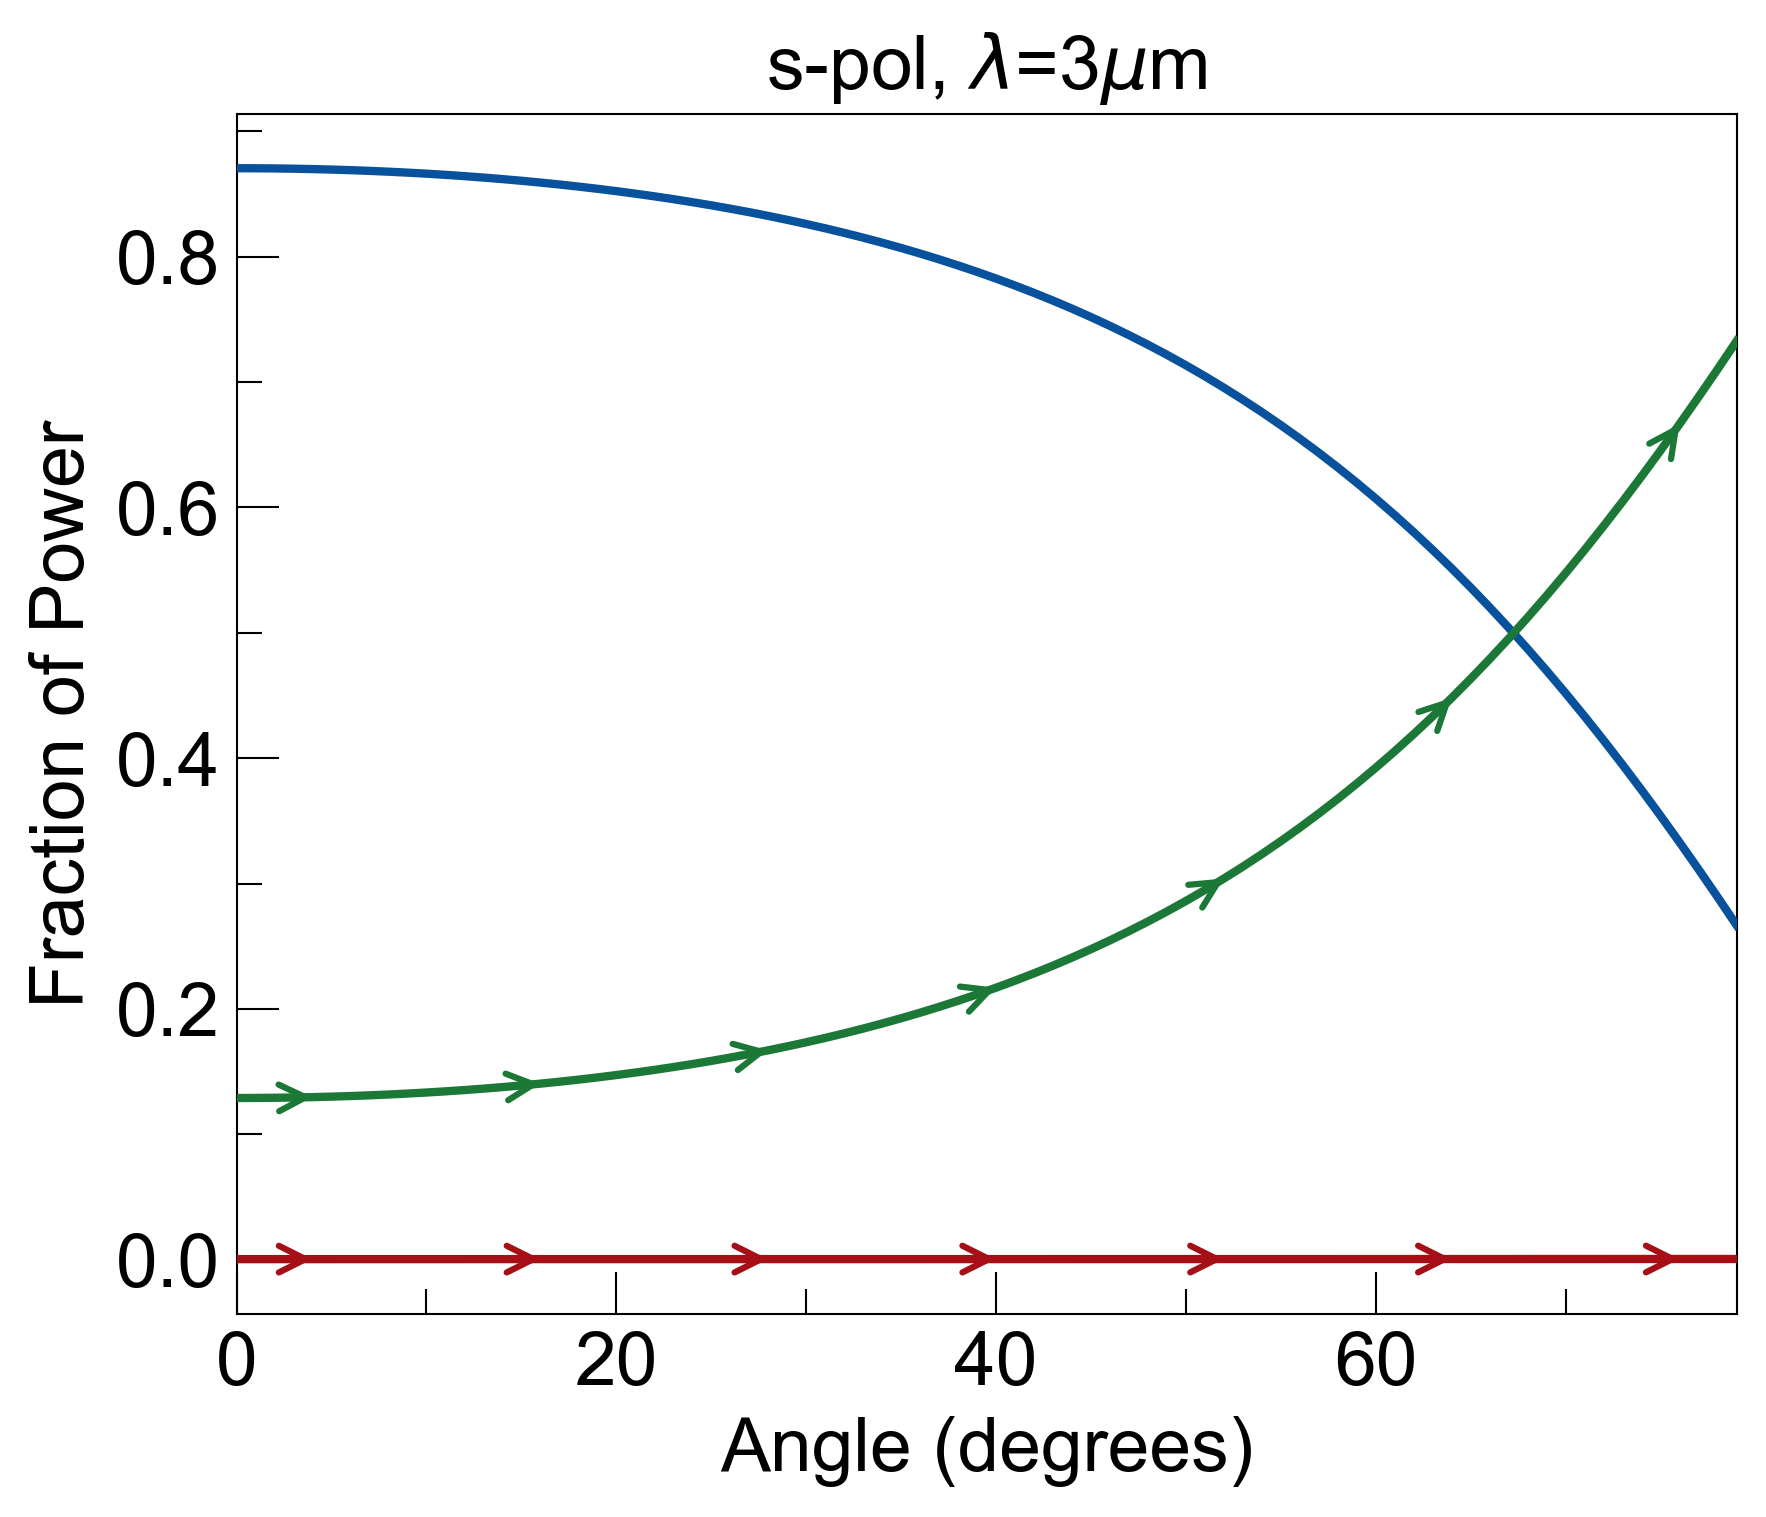 s-pol, λ=3μm
Fraction of Power
0.8
0.6
0.4
0.2
0.0
0 20 40 60
Angle (degrees)